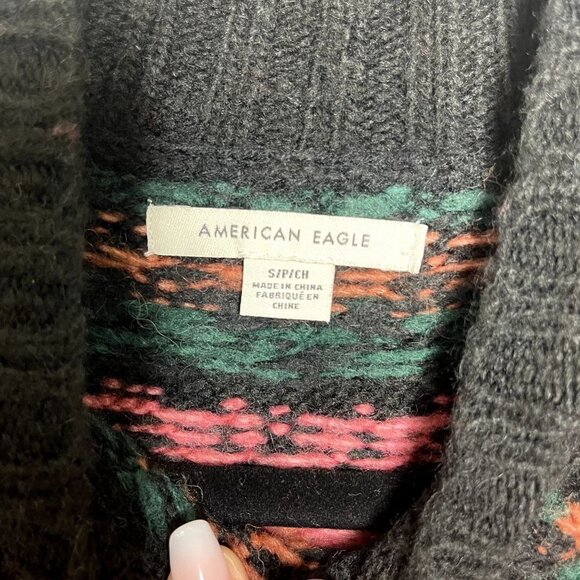 AMERICAN EAGLE
S/P/CH
MADE IN CHINA
FABRIQUÉ EN
CHINE